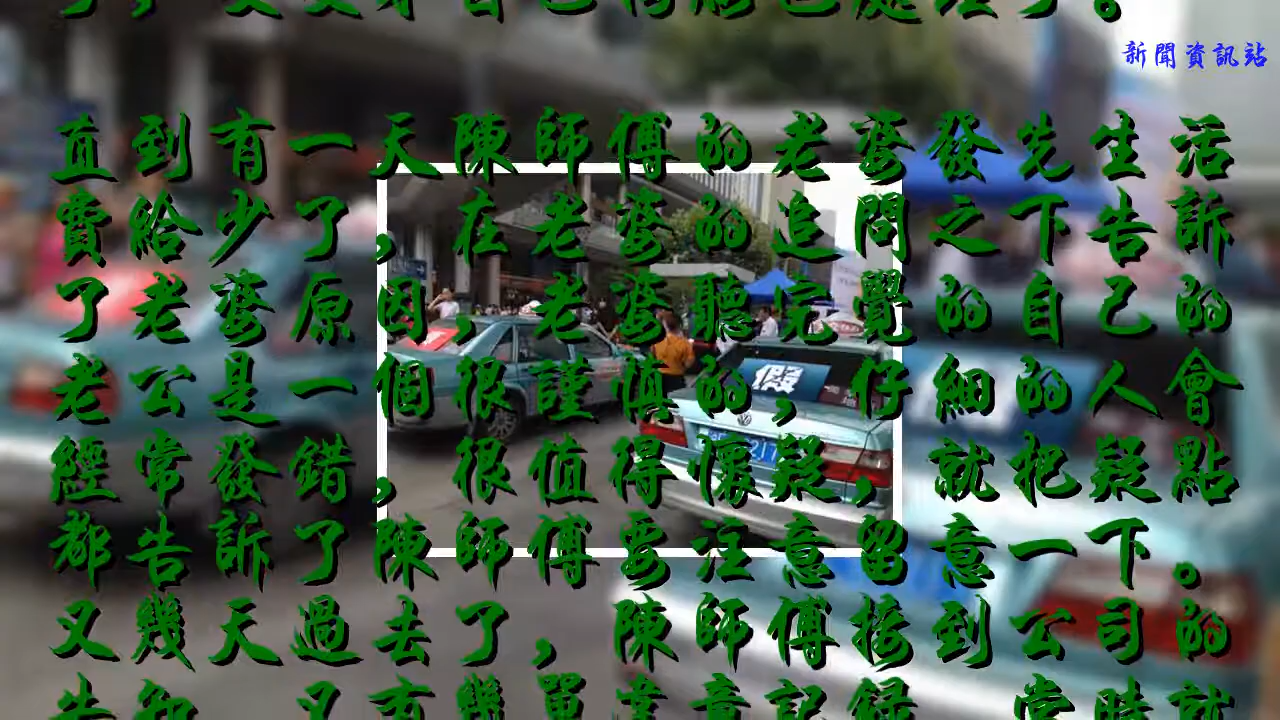 新聞資訊站
直到有一天陳師傅的老婆發先生活
費給少了，在老婆的追問之下告訴
了老婆原因，老婆聽完覺的自己的
老公是一個很謹慎的，仔細的人會
經常發錯，很值得懷疑，就把疑點
都告訴了陳師傅要注意留意一下。
又幾天過去了，陳師傅接到公司的
假